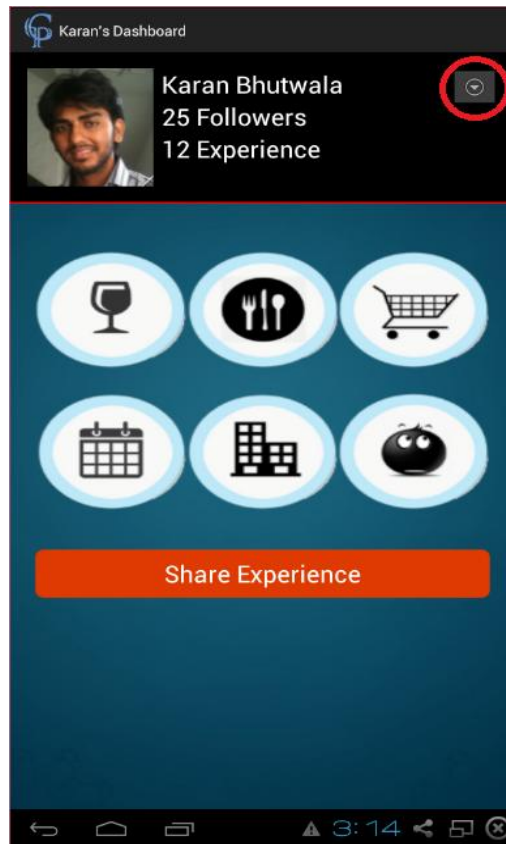 Karan's Dashboard
Karan Bhutwala
25 Followers
12 Experience
Share Experience
3:14